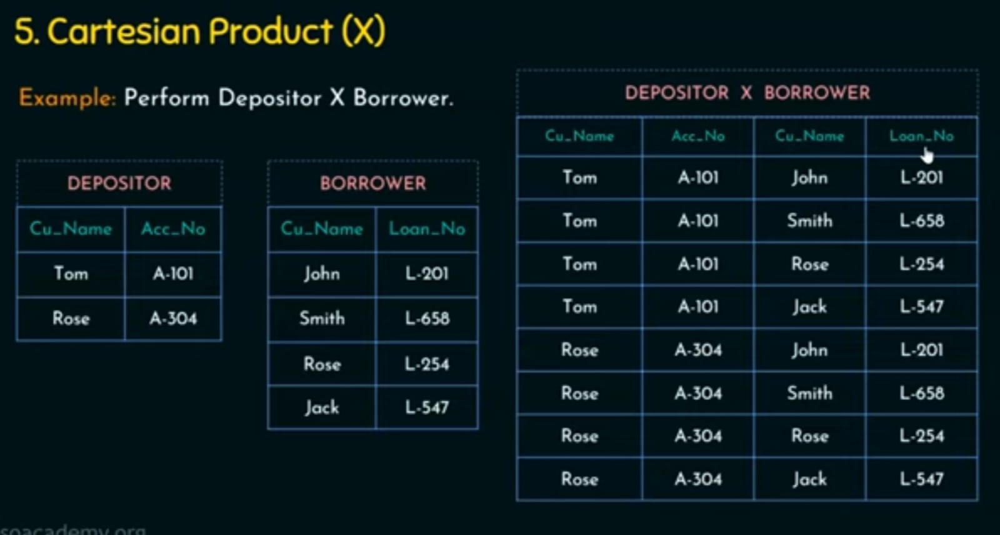 5. Cartesian Product (X)
Example: Perform Depositor X Borrower.
DEPOSITOR
Cu_Name Acc_No
Tom A-101
Rose A-304
BORROWER
Cu_Name Loan_No
John L-201
Smith L-658
Rose L-254
Jack L-547
DEPOSITOR X BORROWER
Cu_Name Acc_No Cu_Name Loan_No
Tom A-101 John L-201
Tom A-101 Smith L-658
Tom A-101 Rose L-254
Tom A-101 Jack L-547
Rose A-304 John L-201
Rose A-304 Smith L-658
Rose A-304 Rose L-254
Rose A-304 Jack L-547